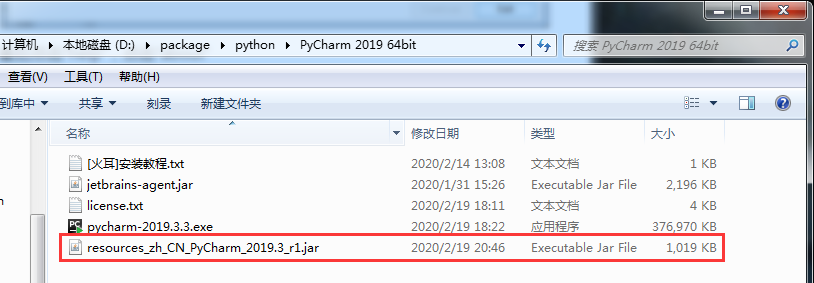 计算机 ▸ 本地磁盘 (D:) ▸ package ▸ python ▸ PyCharm 2019 64bit
搜索 PyCharm 2019 64bit
查看(V) 工具(T) 帮助(H)
到库中 共享 刻录 新建文件夹
名称 修改日期 类型 大小
[火耳]安装教程.txt 2020/2/14 13:08 文本文档 1 KB
jetbrains-agent.jar 2020/1/31 15:26 Executable Jar File 2,196 KB
license.txt 2020/2/19 18:11 文本文档 4 KB
pycharm-2019.3.3.exe 2020/2/19 18:22 应用程序 376,970 KB
resources_zh_CN_PyCharm_2019.3_r1.jar 2020/2/19 20:46 Executable Jar File 1,019 KB